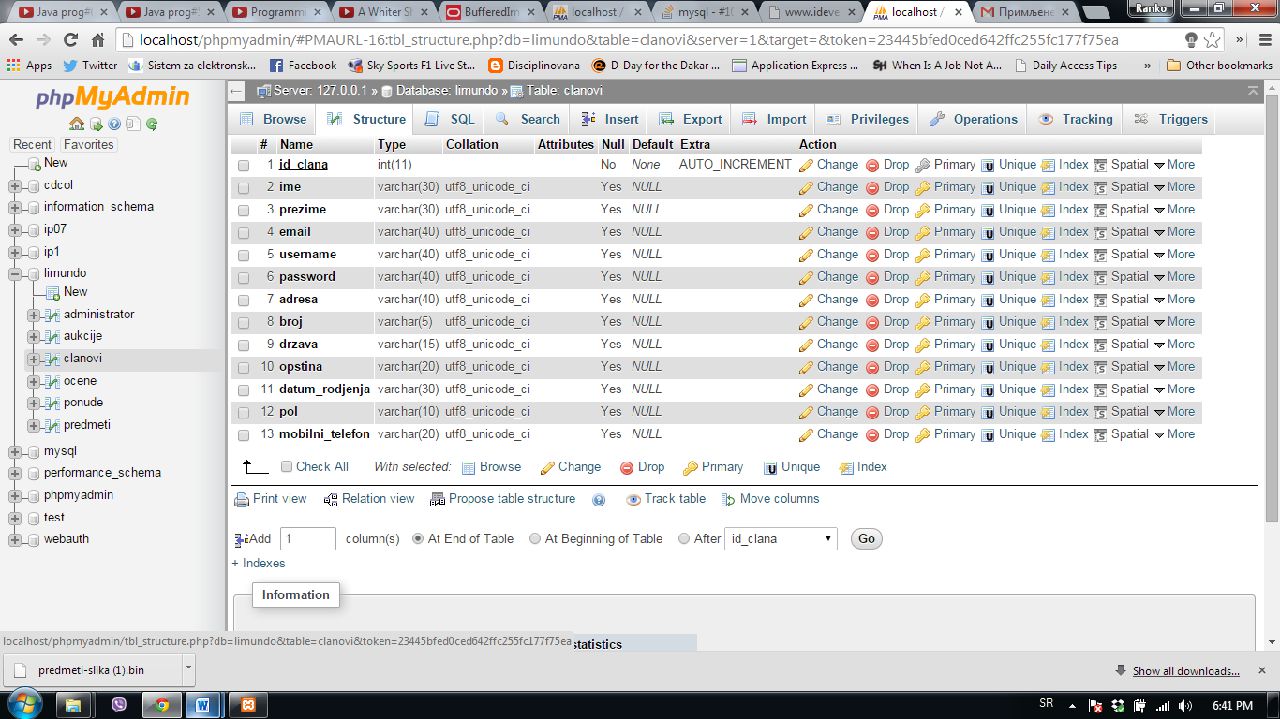 Java prog#
Java prog#
Programmi
A Whiter S
BufferedIm
localhost /
mysql - #10
www.ideve
localhost /
Примљене
Ranko
localhost/phpmyadmin/#PMAURL-16:tbl_structure.php?db=limundo&table=clanovi&server=1&target=&token=23445bfed0ced642ffc255fc177f75ea
Apps Twitter Sistem za elektronsk... Facebook Sky Sports F1 Live St... Disciplinovana D-Day for the Dakar ... Application Express ... When Is A Job Not A... Daily Access Tips » Other bookmarks
phpMyAdmin
Recent Favorites
New
cdcol
information_schema
ip07
ip1
limundo
New
administrator
aukcije
clanovi
ocene
ponude
predmeti
mysql
performance_schema
phpmyadmin
test
webauth
Server: 127.0.0.1 » Database: limundo » Table: clanovi
Browse Structure SQL Search Insert Export Import Privileges Operations Tracking Triggers
# Name Type Collation Attributes Null Default Extra Action
1 id_clana int(11) No None AUTO_INCREMENT Change Drop Primary Unique Index Spatial More
2 ime varchar(30) utf8_unicode_ci Yes NULL Change Drop Primary Unique Index Spatial More
3 prezime varchar(30) utf8_unicode_ci Yes NULL Change Drop Primary Unique Index Spatial More
4 email varchar(40) utf8_unicode_ci Yes NULL Change Drop Primary Unique Index Spatial More
5 username varchar(40) utf8_unicode_ci Yes NULL Change Drop Primary Unique Index Spatial More
6 password varchar(40) utf8_unicode_ci Yes NULL Change Drop Primary Unique Index Spatial More
7 adresa varchar(40) utf8_unicode_ci Yes NULL Change Drop Primary Unique Index Spatial More
8 broj varchar(5) utf8_unicode_ci Yes NULL Change Drop Primary Unique Index Spatial More
9 drzava varchar(15) utf8_unicode_ci Yes NULL Change Drop Primary Unique Index Spatial More
10 opstina varchar(20) utf8_unicode_ci Yes NULL Change Drop Primary Unique Index Spatial More
11 datum_rodjenja varchar(30) utf8_unicode_ci Yes NULL Change Drop Primary Unique Index Spatial More
12 pol varchar(10) utf8_unicode_ci Yes NULL Change Drop Primary Unique Index Spatial More
13 mobilni_telefon varchar(20) utf8_unicode_ci Yes NULL Change Drop Primary Unique Index Spatial More
Check All With selected: Browse Change Drop Primary Unique Index
Print view Relation view Propose table structure Track table Move columns
Add 1 column(s) At End of Table At Beginning of Table After id_clana Go
+ Indexes
Information
localhost/phpmyadmin/tbl_structure.php?db=limundo&table=clanovi&token=23445bfed0ced642ffc255fc177f75ea
statistics
predmeti-slika (1).bin
Show all downloads...
SR 6:41 PM